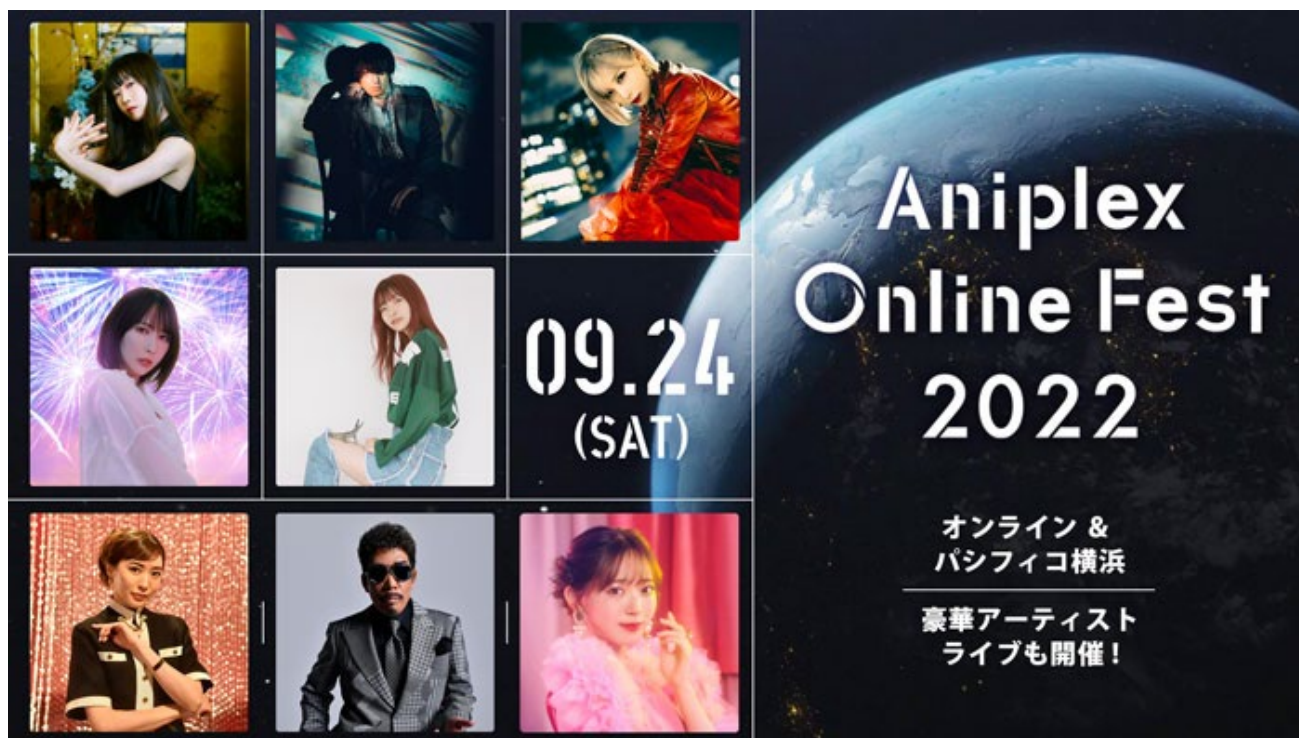 09.24
(SAT)
Aniplex
Online Fest
2022
オンライン &
パシフィコ横浜
豪華アーティスト
ライブも開催！